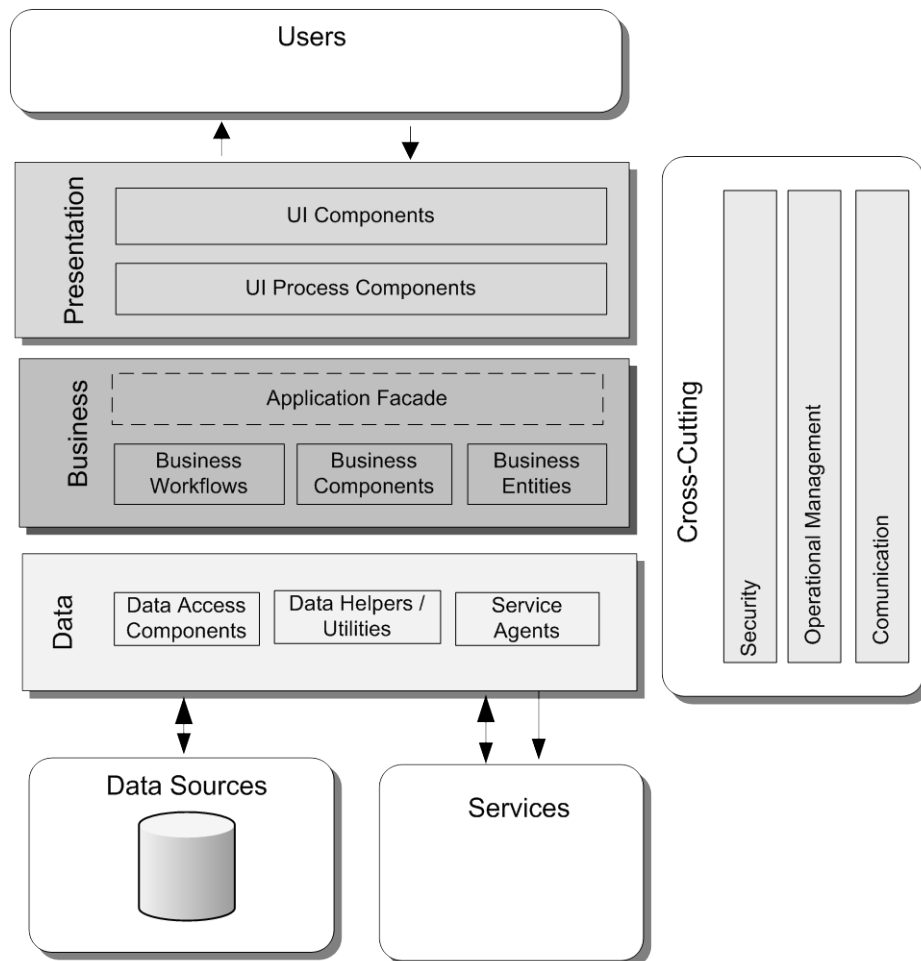 Users
Presentation
UI Components
UI Process Components
Business
Application Facade
Business
Workflows
Business
Components
Business
Entities
Data
Data Access
Components
Data Helpers /
Utilities
Service
Agents
Data Sources
Services
Cross-Cutting
Security
Operational Management
Comunication